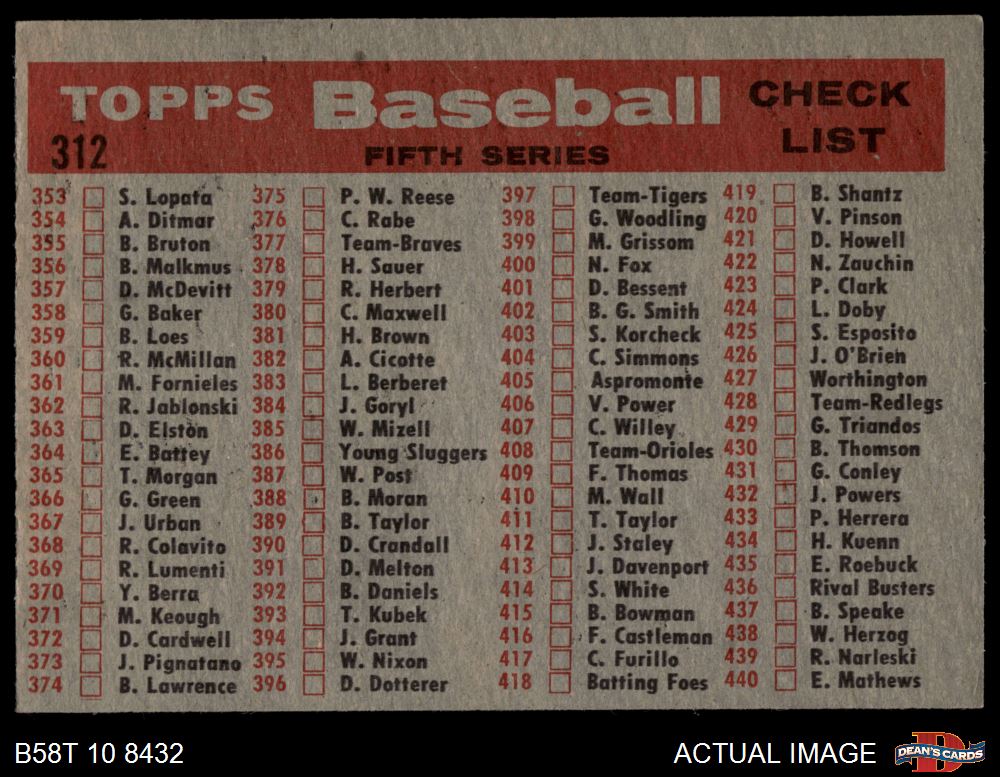 TOPPS Baseball CHECK LIST
312 FIFTH SERIES
353 S. Lopata
354 A. Ditmar
355 B. Bruton
356 B. Malkmus
357 D. McDevitt
358 G. Baker
359 B. Loes
360 R. McMillan
361 M. Fornieles
362 R. Jablonski
363 D. Elston
364 E. Battey
365 T. Morgan
366 G. Green
367 J. Urban
368 R. Colavito
369 R. Lumenti
370 Y. Berra
371 M. Keough
372 D. Cardwell
373 J. Pignatano
374 B. Lawrence
375 P. W. Reese
376 C. Rabe
377 Team-Braves
378 H. Sauer
379 R. Herbert
380 C. Maxwell
381 H. Brown
382 A. Cicotte
383 L. Berberet
384 J. Goryl
385 W. Mizell
386 Young Sluggers
387 W. Post
388 B. Moran
389 B. Taylor
390 D. Crandall
391 D. Melton
392 B. Daniels
393 T. Kubek
394 J. Grant
395 W. Nixon
396 D. Dotterer
397 Team-Tigers
398 G. Woodling
399 M. Grissom
400 N. Fox
401 D. Bessent
402 B. G. Smith
403 S. Korcheck
404 C. Simmons
405 Aspromonte
406 V. Power
407 C. Willey
408 Team-Orioles
409 F. Thomas
410 M. Wall
411 T. Taylor
412 J. Staley
413 J. Davenport
414 S. White
415 B. Bowman
416 F. Castleman
417 C. Furillo
418 Batting Foes
419 B. Shantz
420 V. Pinson
421 D. Howell
422 N. Zauchin
423 P. Clark
424 L. Doby
425 S. Esposito
426 J. O'Brien
427 Worthington
428 Team-Redlegs
429 G. Triandos
430 B. Thomson
431 G. Conley
432 J. Powers
433 P. Herrera
434 H. Kuenn
435 E. Roebuck
436 Rival Busters
437 B. Speake
438 W. Herzog
439 R. Narleski
440 E. Mathews
B58T 10 8432
ACTUAL IMAGE
DEAN'S CARDS